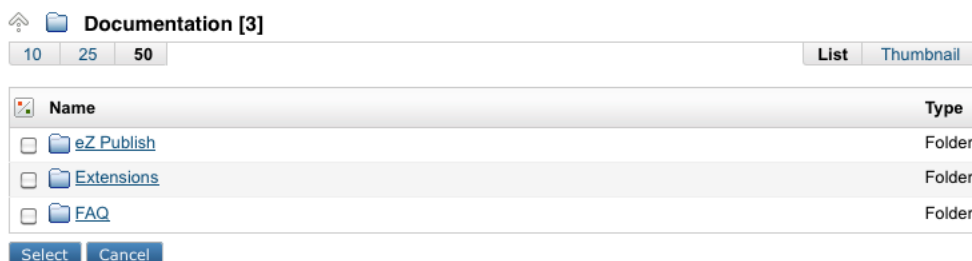 Documentation [3]
10 25 50 List Thumbnail
Name Type
eZ Publish Folder
Extensions Folder
FAQ Folder
Select Cancel